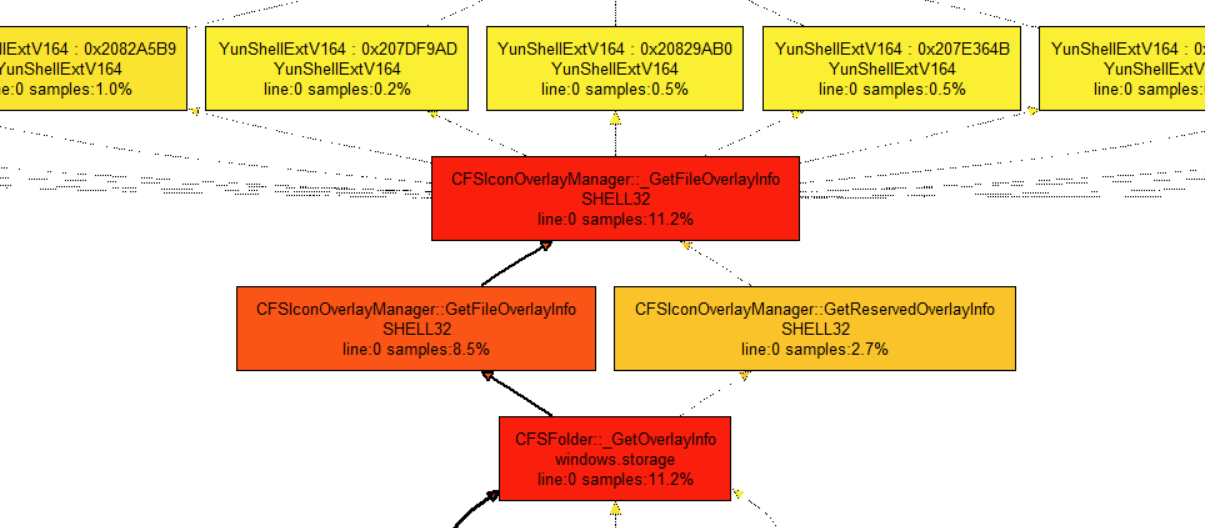 llExtV164 : 0x2082A5B9
YunShellExtV164
e:0 samples:1.0%
YunShellExtV164 : 0x207DF9AD
YunShellExtV164
line:0 samples:0.2%
YunShellExtV164 : 0x20829AB0
YunShellExtV164
line:0 samples:0.5%
YunShellExtV164 : 0x207E364B
YunShellExtV164
line:0 samples:0.5%
YunShellExtV164 : 0x
YunShellExtV
line:0 samples:
CFSIconOverlayManager::_GetFileOverlayInfo
SHELL32
line:0 samples:11.2%
CFSIconOverlayManager::GetFileOverlayInfo
SHELL32
line:0 samples:8.5%
CFSIconOverlayManager::GetReservedOverlayInfo
SHELL32
line:0 samples:2.7%
CFSFolder::_GetOverlayInfo
windows.storage
line:0 samples:11.2%